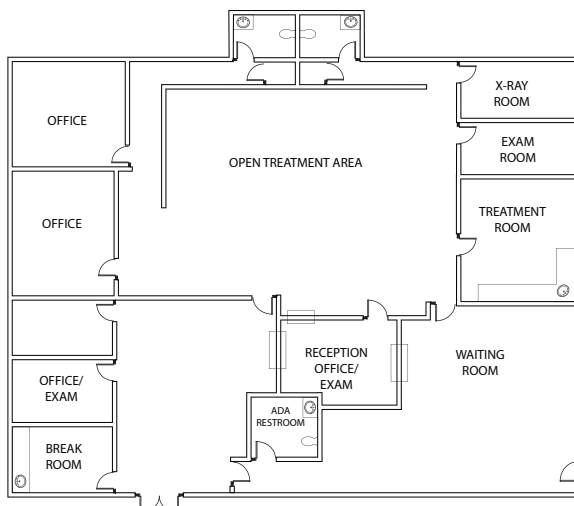 OFFICE
X-RAY
ROOM
EXAM
ROOM
OPEN TREATMENT AREA
OFFICE
TREATMENT
ROOM
RECEPTION
OFFICE/
EXAM
WAITING
ROOM
OFFICE/
EXAM
ADA
RESTROOM
BREAK
ROOM